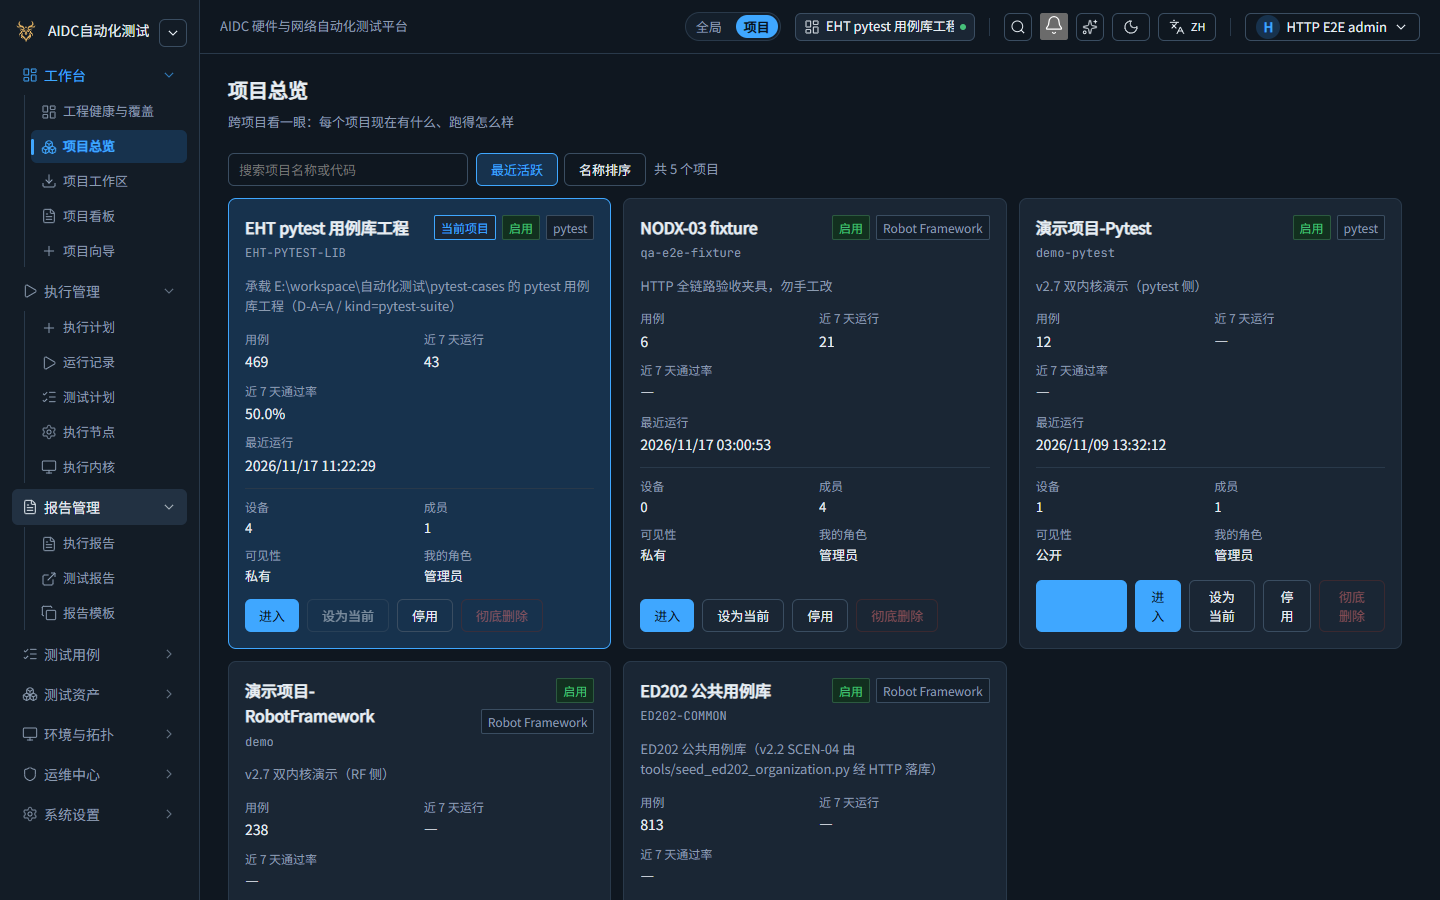 AIDC自动化测试
工作台
工程健康与覆盖
项目总览
项目工作区
项目看板
项目向导
执行管理
执行计划
运行记录
测试计划
执行节点
执行内核
报告管理
执行报告
测试报告
报告模板
测试用例
测试资产
环境与拓扑
运维中心
系统设置
AIDC 硬件与网络自动化测试平台
全局
项目
EHT pytest 用例库工程
ZH
H
HTTP E2E admin
项目总览
跨项目看一眼：每个项目现在有什么、跑得怎么样
搜索项目名称或代码
最近活跃
名称排序
共 5 个项目
EHT pytest 用例库工程
当前项目
启用
pytest
EHT-PYTEST-LIB
承载 E:\workspace\自动化测试\pytest-cases 的 pytest 用例
库工程（D-A=A / kind=pytest-suite）
用例
近 7 天运行
469
43
近 7 天通过率
50.0%
最近运行
2026/11/17 11:22:29
设备
成员
4
1
可见性
我的角色
私有
管理员
进入
设为当前
停用
彻底删除
NODX-03 fixture
启用
Robot Framework
qa-e2e-fixture
HTTP 全链路验收夹具，勿手工改
用例
近 7 天运行
6
21
近 7 天通过率
—
最近运行
2026/11/17 03:00:53
设备
成员
0
4
可见性
我的角色
私有
管理员
进入
设为当前
停用
彻底删除
演示项目-Pytest
启用
pytest
demo-pytest
v2.7 双内核演示（pytest 侧）
用例
近 7 天运行
12
—
近 7 天通过率
—
最近运行
2026/11/09 13:32:12
设备
成员
1
1
可见性
我的角色
公开
管理员
进
入
设为
当前
停
用
彻底
删除
演示项目-
RobotFramework
启用
Robot Framework
demo
v2.7 双内核演示（RF 侧）
用例
近 7 天运行
238
—
近 7 天通过率
—
ED202 公共用例库
启用
Robot Framework
ED202-COMMON
ED202 公共用例库（v2.2 SCEN-04 由
tools/seed_ed202_organization.py 经 HTTP 落库）
用例
近 7 天运行
813
—
近 7 天通过率
—